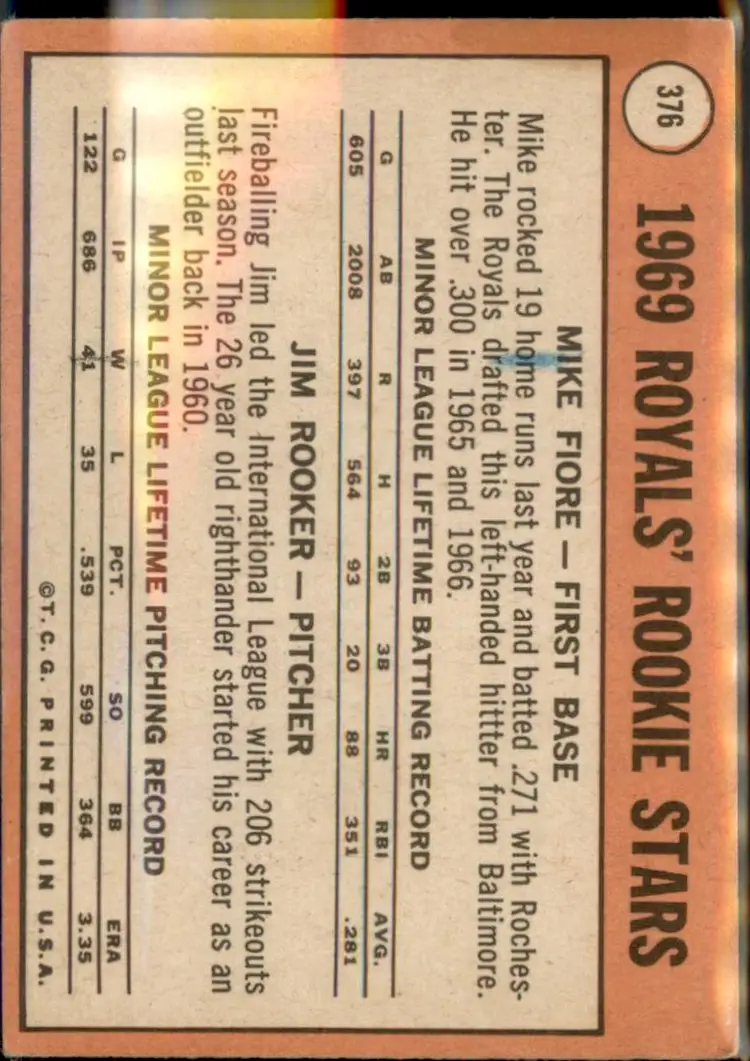 376
1969 ROYALS' ROOKIE STARS
MIKE FIORE — FIRST BASE
Mike rocked 19 home runs last year and batted .271 with Roches-
ter. The Royals drafted this left-handed hittter from Baltimore.
He hit over .300 in 1965 and 1966.
MINOR LEAGUE LIFETIME BATTING RECORD
G AB R H 2B 3B HR RBI AVG.
605 2008 397 564 93 20 88 351 .281
JIM ROOKER — PITCHER
Fireballing Jim led the International League with 206 strikeouts
last season. The 26 year old righthander started his career as an
outfielder back in 1960.
MINOR LEAGUE LIFETIME PITCHING RECORD
G IP W L PCT. SO BB ERA
122 686 41 35 .539 599 364 3.35
©T.C.G. PRINTED IN U.S.A.